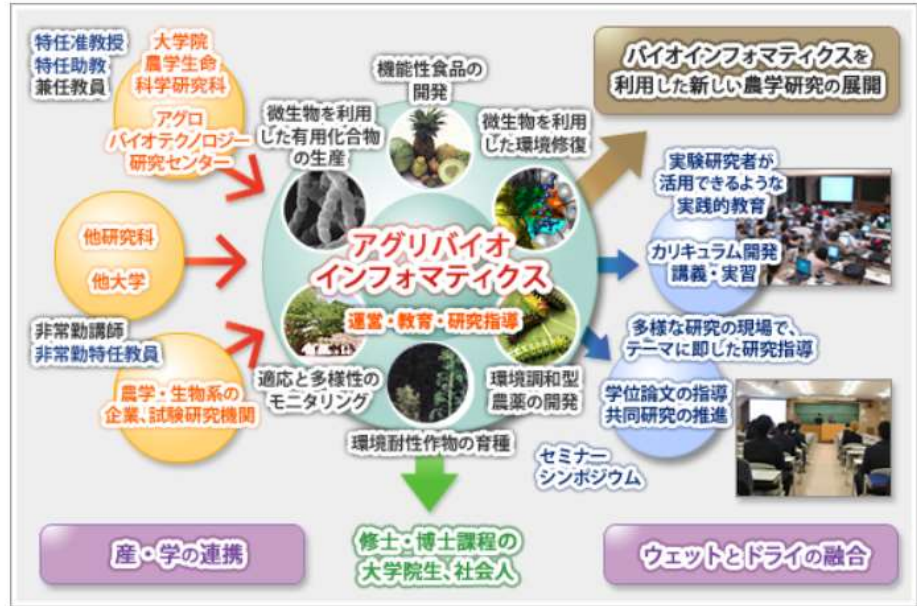 特任准教授
特任助教
兼任教員
大学院
農学生命
科学研究科
アグロ
バイオテクノロジー
研究センター
機能性食品の
開発
微生物を利用
した有用化合物
の生産
微生物を利用
した環境修復
バイオインフォマティクスを
利用した新しい農学研究の展開
他研究科
他大学
アグリバイオ
インフォマティクス
運営・教育・研究指導
実験研究者が
活用できるような
実践的教育
カリキュラム開発
講義・実習
非常勤講師
非常勤特任教員
農学・生物系の
企業、試験研究機関
適応と多様性の
モニタリング
環境耐性作物の育種
環境調和型
農薬の開発
多様な研究の現場で、
テーマに即した研究指導
学位論文の指導
共同研究の推進
セミナー
シンポジウム
産・学の連携
修士・博士課程の
大学院生、社会人
ウェットとドライの融合